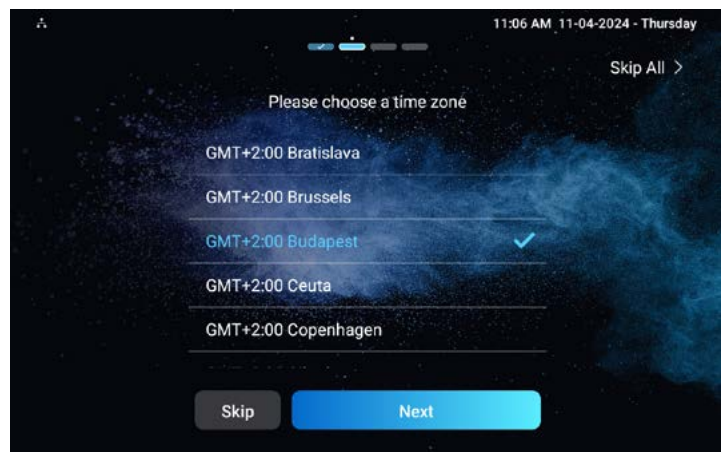 11:06 AM 11-04-2024 - Thursday
Skip All >
Please choose a time zone
GMT+2:00 Bratislava
GMT+2:00 Brussels
GMT+2:00 Budapest
GMT+2:00 Ceuta
GMT+2:00 Copenhagen
Skip Next